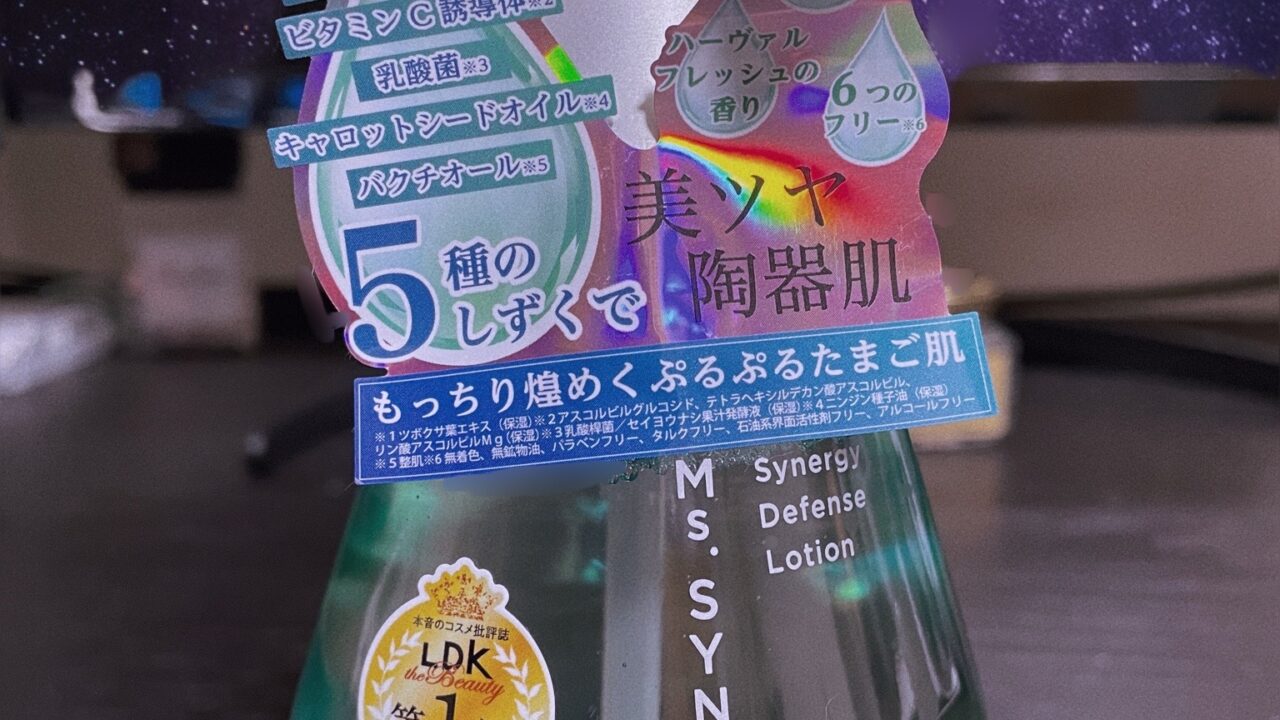 ビタミンC誘導体※2
乳酸菌※3
キャロットシードオイル※4
バクチオール※5
5種の
しずくで
ハーヴァル
フレッシュの
香り
6つの
フリー※6
美ツヤ
陶器肌
もっちり煌めくぷるぷるたまご肌
※1ツボクサ葉エキス（保湿）※2アスコルビルグルコシド、テトラヘキシルデカン酸アスコルビル、
リン酸アスコルビルMg（保湿）※3乳酸桿菌／セイヨウナシ果汁発酵液（保湿）※4ニンジン種子油（保湿）
※5整肌※6無着色、無鉱物油、パラベンフリー、タルクフリー、石油系界面活性剤フリー、アルコールフリー
Ms. SYN
Synergy
Defense
Lotion
本音のコスメ批評誌
LDK
the Beauty
第1